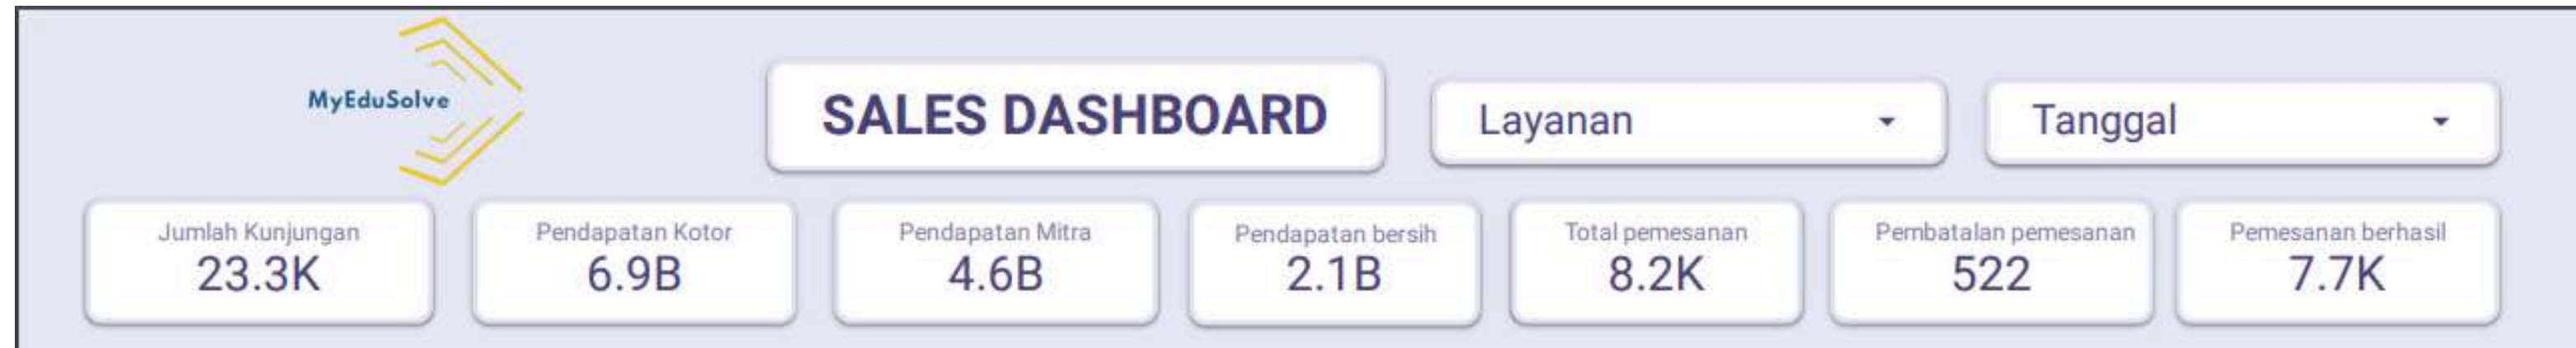 MyEduSolve
SALES DASHBOARD
Layanan
Tanggal
Jumlah Kunjungan
23.3K
Pendapatan Kotor
6.9B
Pendapatan Mitra
4.6B
Pendapatan bersih
2.1B
Total pemesanan
8.2K
Pembatalan pemesanan
522
Pemesanan berhasil
7.7K